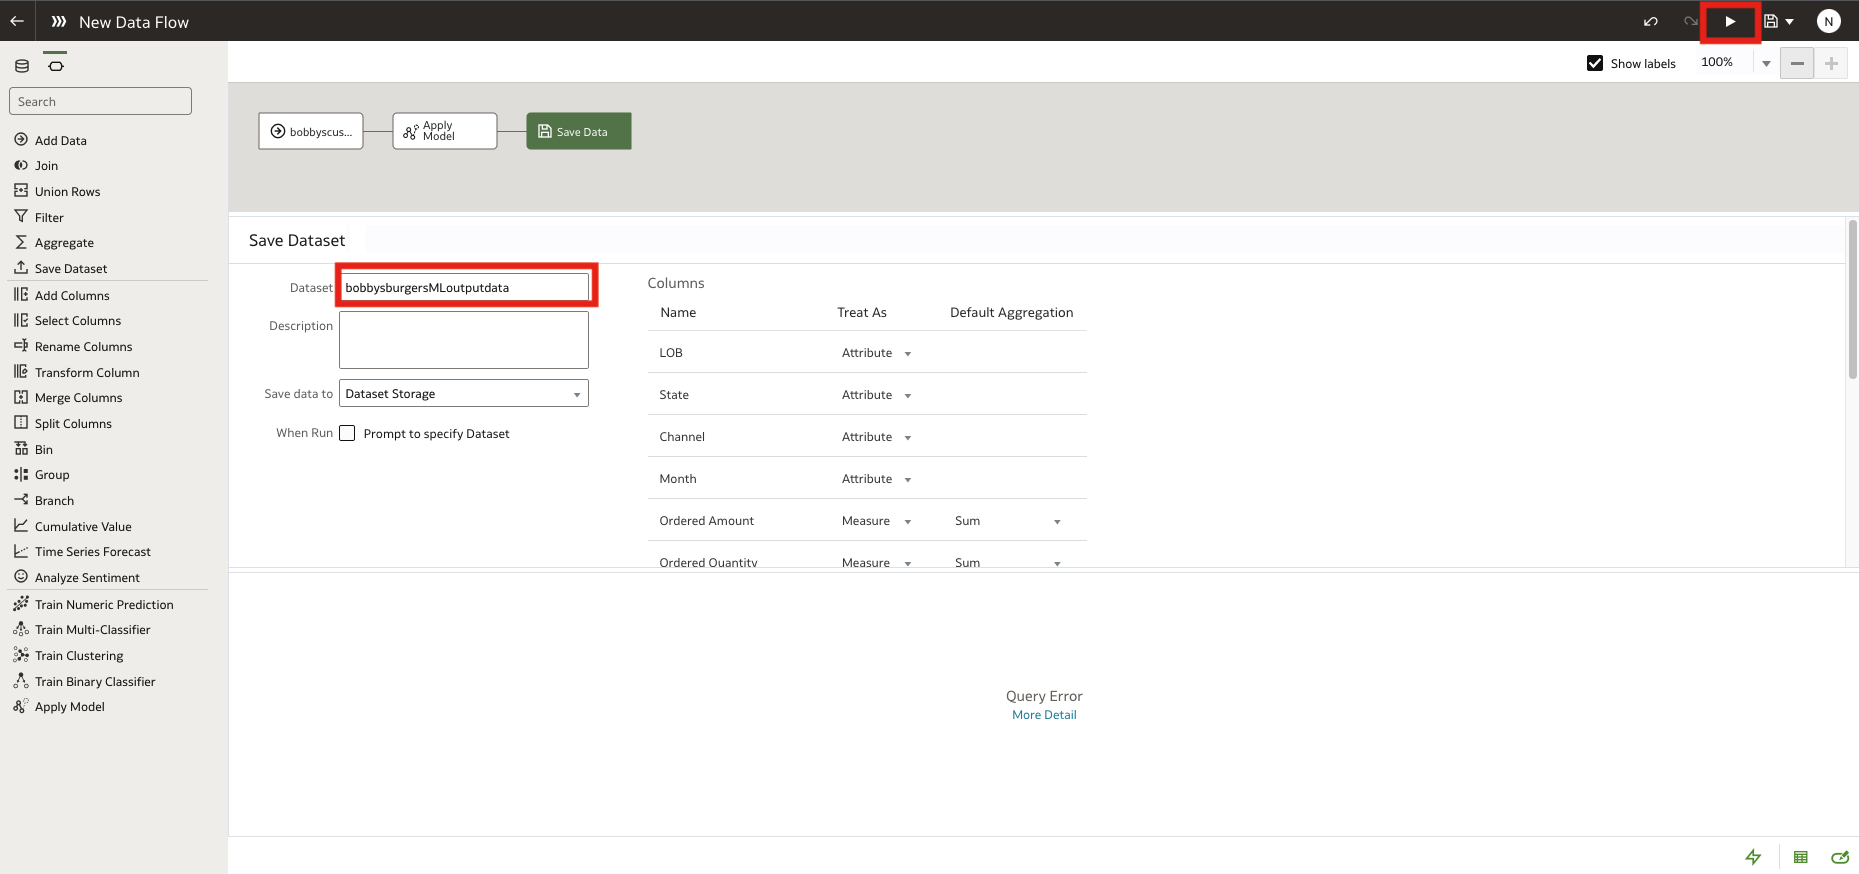 New Data Flow
N
Show labels
100%
Search
Add Data
Join
Union Rows
Filter
Aggregate
Save Dataset
Add Columns
Select Columns
Rename Columns
Transform Column
Merge Columns
Split Columns
Bin
Group
Branch
Cumulative Value
Time Series Forecast
Analyze Sentiment
Train Numeric Prediction
Train Multi-Classifier
Train Clustering
Train Binary Classifier
Apply Model
bobbyscus...
Apply
Model
Save Data
Save Dataset
Dataset bobbysburgersMLoutputdata
Description
Save data to Dataset Storage
When Run Prompt to specify Dataset
Columns
Name Treat As Default Aggregation
LOB Attribute
State Attribute
Channel Attribute
Month Attribute
Ordered Amount Measure Sum
Ordered Quantity Measure Sum
Query Error
More Detail